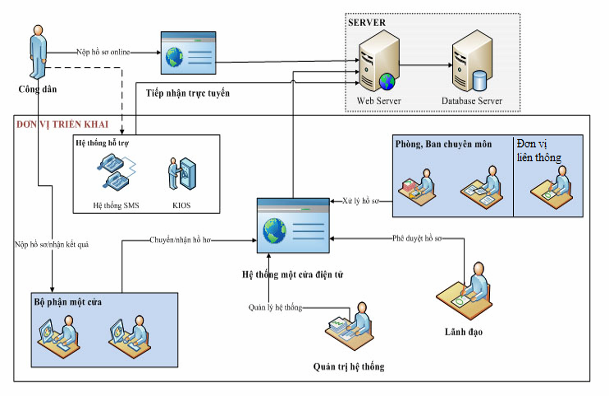 SERVER
Nộp hồ sơ online
Công dân
Tiếp nhận trực tuyến
Web Server
Database Server
ĐƠN VỊ TRIỂN KHAI
Hệ thống hỗ trợ
Hệ thống SMS
KIOS
Phòng, Ban chuyên môn
Đơn vị
liên thông
Xử lý hồ sơ
Nộp hồ sơ/nhận kết quả
Chuyển/nhận hồ hơ
Phê duyệt hồ sơ
Hệ thống một cửa điện tử
Bộ phận một cửa
Quản lý hệ thống
Lãnh đạo
Quản trị hệ thống